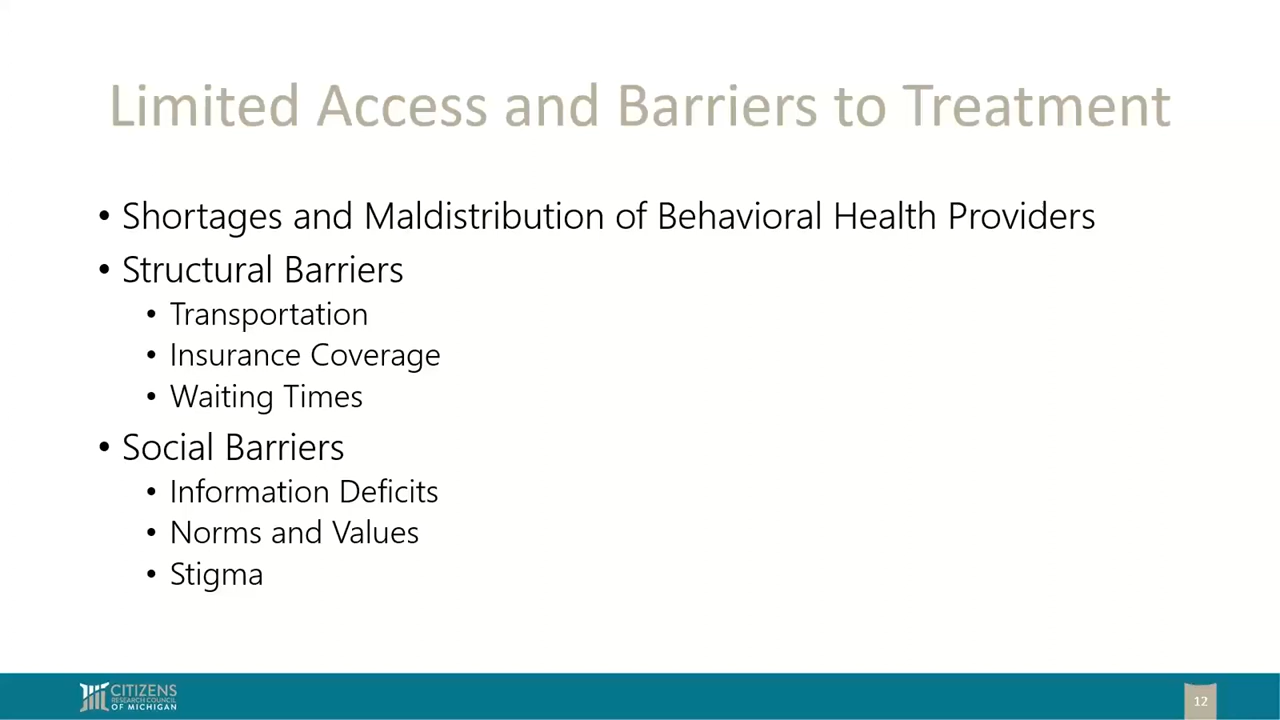 Limited Access and Barriers to Treatment
• Shortages and Maldistribution of Behavioral Health Providers
• Structural Barriers
• Transportation
• Insurance Coverage
• Waiting Times
• Social Barriers
• Information Deficits
• Norms and Values
• Stigma
CITIZENS
RESEARCH COUNCIL
OF MICHIGAN
12